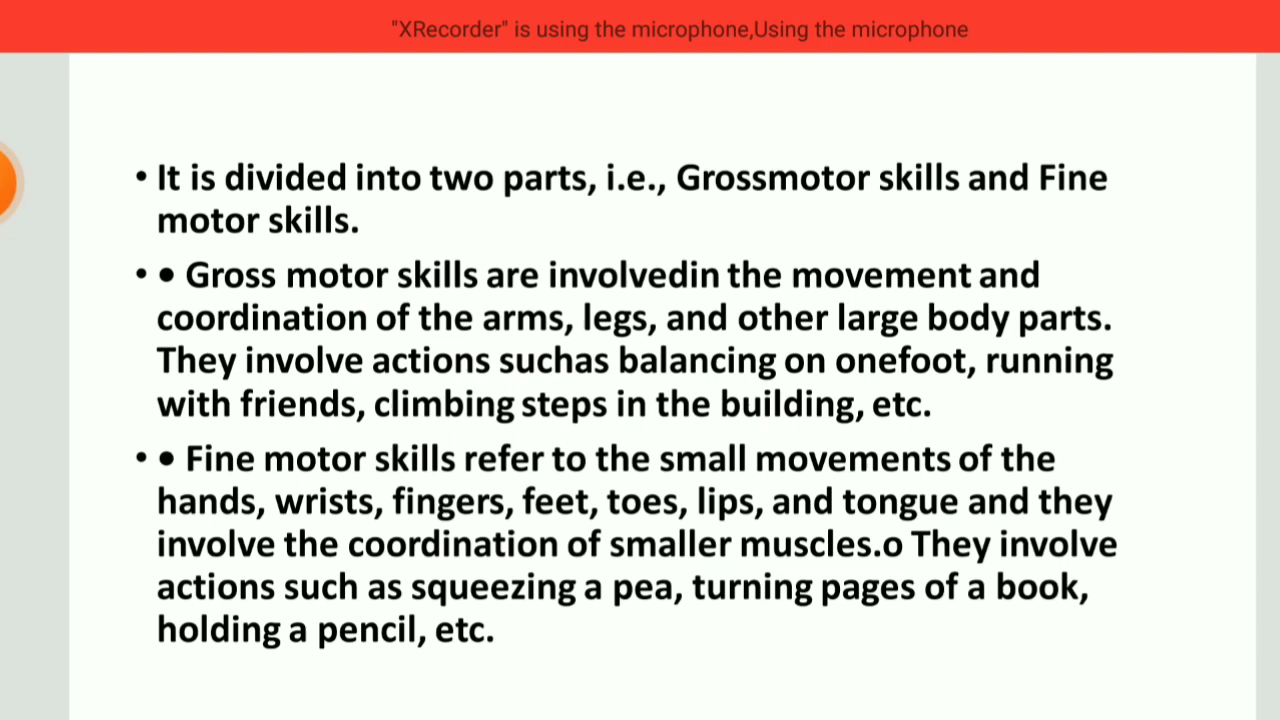 "XRecorder" is using the microphone,Using the microphone
• It is divided into two parts, i.e., Grossmotor skills and Fine
motor skills.
• • Gross motor skills are involvedin the movement and
coordination of the arms, legs, and other large body parts.
They involve actions suchas balancing on onefoot, running
with friends, climbing steps in the building, etc.
• • Fine motor skills refer to the small movements of the
hands, wrists, fingers, feet, toes, lips, and tongue and they
involve the coordination of smaller muscles.o They involve
actions such as squeezing a pea, turning pages of a book,
holding a pencil, etc.